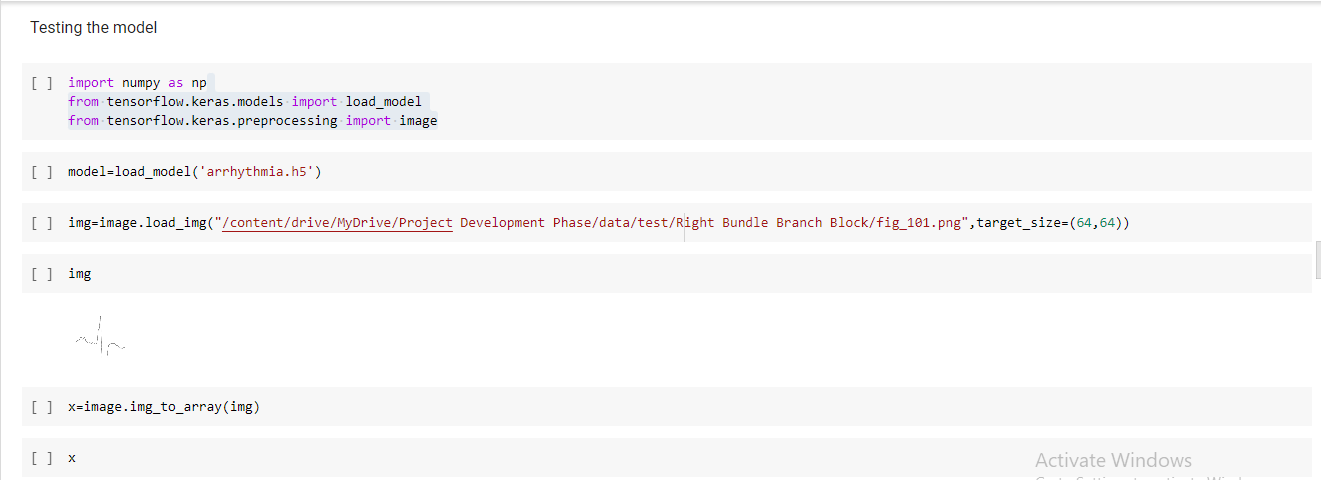 Testing the model
[ ] import numpy as np
from tensorflow.keras.models import load_model
from tensorflow.keras.preprocessing import image
[ ] model=load_model('arrhythmia.h5')
[ ] img=image.load_img("/content/drive/MyDrive/Project Development Phase/data/test/Right Bundle Branch Block/fig_101.png",target_size=(64,64))
[ ] img
[ ] x=image.img_to_array(img)
[ ] x
Activate Windows